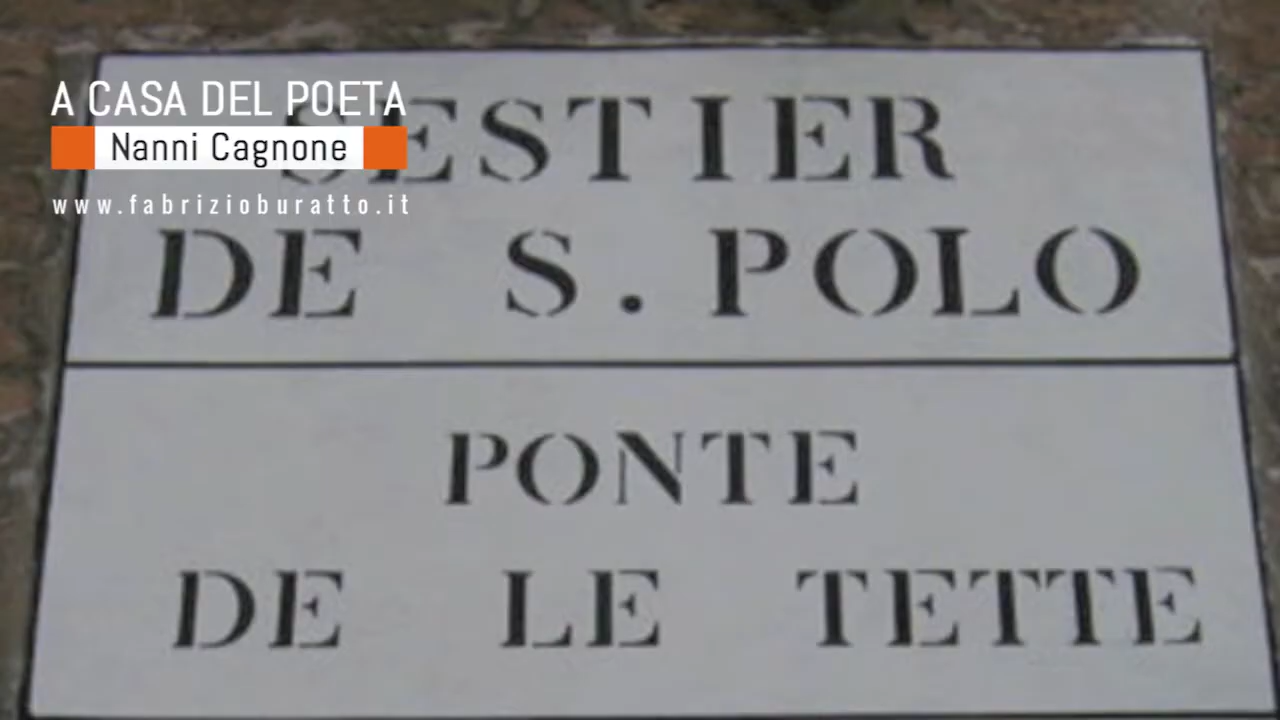 A CASA DEL POETA
Nanni Cagnone
www.fabrizioburatto.it
SESTIER
DE S. POLO
PONTE
DE LE TETTE